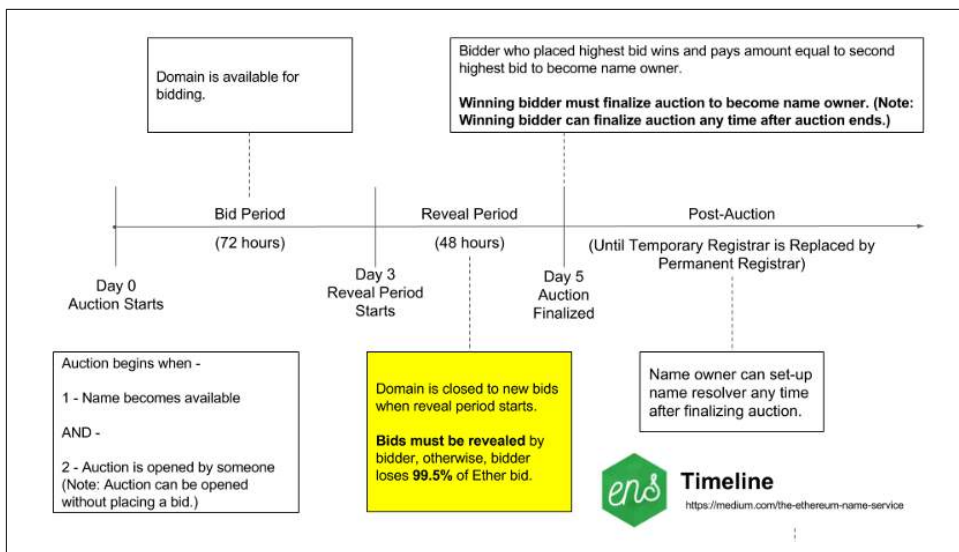 Domain is available for
bidding.
Bidder who placed highest bid wins and pays amount equal to second
highest bid to become name owner.
Winning bidder must finalize auction to become name owner. (Note:
Winning bidder can finalize auction any time after auction ends.)
Bid Period
(72 hours)
Reveal Period
(48 hours)
Post-Auction
(Until Temporary Registrar is Replaced by
Permanent Registrar)
Day 0
Auction Starts
Day 3
Reveal Period
Starts
Day 5
Auction
Finalized
Auction begins when -
1 - Name becomes available
AND -
2 - Auction is opened by someone
(Note: Auction can be opened
without placing a bid.)
Domain is closed to new bids
when reveal period starts.
Bids must be revealed by
bidder, otherwise, bidder
loses 99.5% of Ether bid.
Name owner can set-up
name resolver any time
after finalizing auction.
ens
Timeline
https://medium.com/the-ethereum-name-service